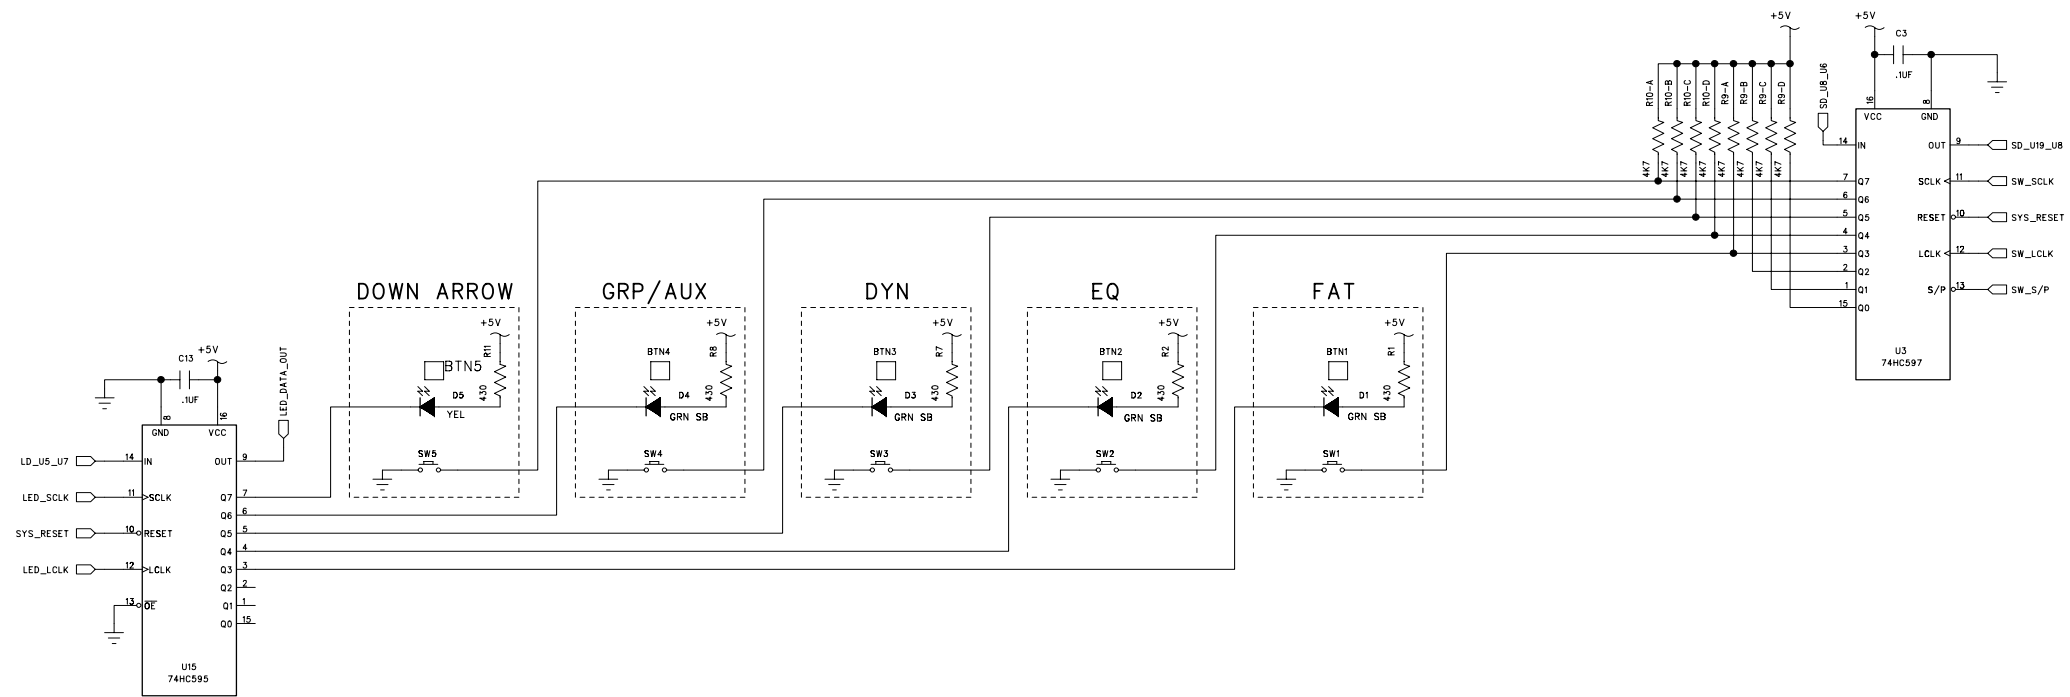 +5V
+5V
C3
.1UF
R10-A
R10-B
R10-C
R10-D
R9-A
R9-B
R9-C
R9-D
4K7
4K7
4K7
4K7
4K7
4K7
4K7
4K7
SD_U8_U6
16
8
VCC
GND
14
IN
OUT
9
SD_U19_U8
7
Q7
SCLK
11
SW_SCLK
6
Q6
5
Q5
RESET
10
SYS_RESET
4
Q4
3
Q3
LCLK
12
SW_LCLK
2
Q2
1
Q1
S/P
13
SW_S/P
15
Q0
U3
74HC597
DOWN ARROW
GRP/AUX
DYN
EQ
FAT
+5V
R11
BTN5
430
D5
YEL
SW5
+5V
R8
BTN4
430
D4
GRN SB
SW4
+5V
R7
BTN3
430
D3
GRN SB
SW3
+5V
R2
BTN2
430
D2
GRN SB
SW2
+5V
R1
BTN1
430
D1
GRN SB
SW1
C13
+5V
.1UF
LED_DATA_OUT
8
16
GND
VCC
LD_U5_U7
14
IN
OUT
9
LED_SCLK
11
SCLK
Q7
7
Q6
6
SYS_RESET
10
RESET
Q5
5
Q4
4
LED_LCLK
12
LCLK
Q3
3
Q2
2
13
OE
Q1
1
Q0
15
U15
74HC595